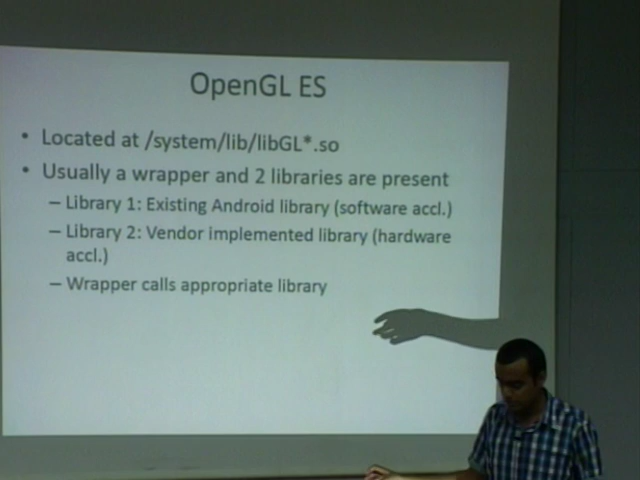 OpenGL ES
• Located at /system/lib/libGL*.so
• Usually a wrapper and 2 libraries are present
– Library 1: Existing Android library (software accl.)
– Library 2: Vendor implemented library (hardware
accl.)
– Wrapper calls appropriate library